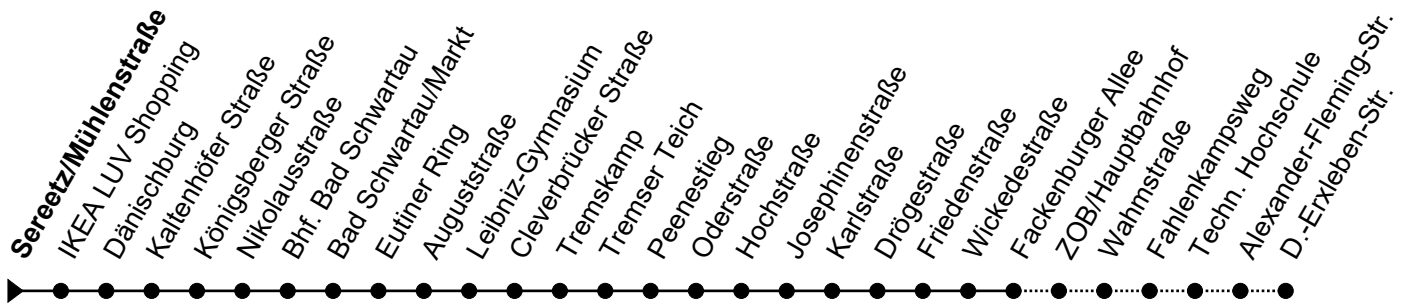 Sereetz/Mühlenstraße
IKEA LUV Shopping
Dänischburg
Kaltenhöfer Straße
Königsberger Straße
Nikolausstraße
Bhf. Bad Schwartau
Bad Schwartau/Markt
Eutiner Ring
Auguststraße
Leibniz-Gymnasium
Cleverbrücker Straße
Tremskamp
Tremser Teich
Peenestieg
Oderstraße
Hochstraße
Josephinenstraße
Karlstraße
Drögestraße
Friedenstraße
Wickedestraße
Fackenburger Allee
ZOB/Hauptbahnhof
Wahmstraße
Fahlenkampsweg
Techn. Hochschule
Alexander-Fleming-Str.
D.-Erxleben-Str.